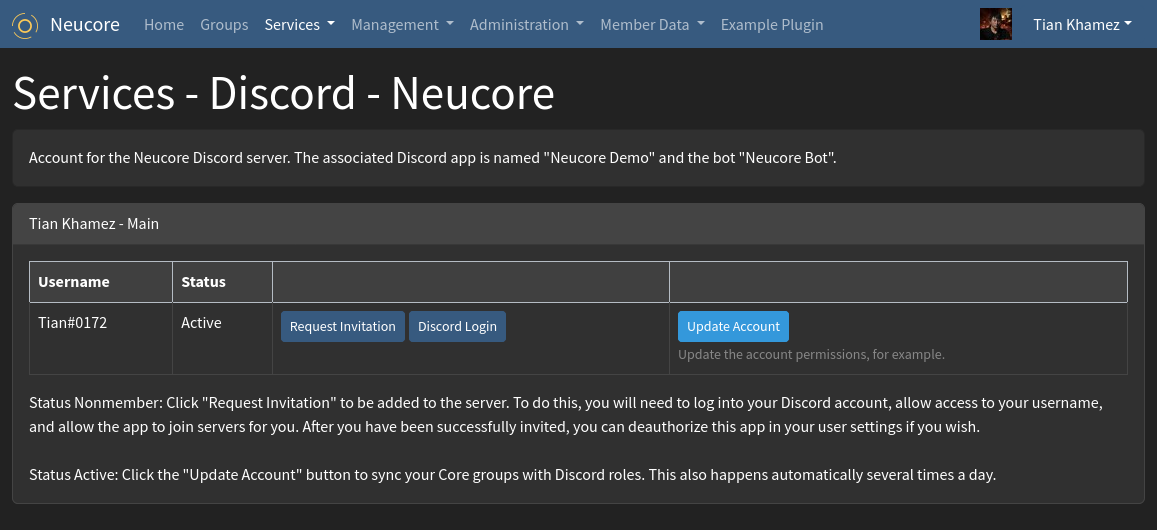 Neucore Home Groups Services Management Administration Member Data Example Plugin Tian Khamez
Services - Discord - Neucore
Account for the Neucore Discord server. The associated Discord app is named "Neucore Demo" and the bot "Neucore Bot".
Tian Khamez - Main
Username Status
Tian#0172 Active Request Invitation Discord Login Update Account
Update the account permissions, for example.
Status Nonmember: Click "Request Invitation" to be added to the server. To do this, you will need to log into your Discord account, allow access to your username,
and allow the app to join servers for you. After you have been successfully invited, you can deauthorize this app in your user settings if you wish.
Status Active: Click the "Update Account" button to sync your Core groups with Discord roles. This also happens automatically several times a day.